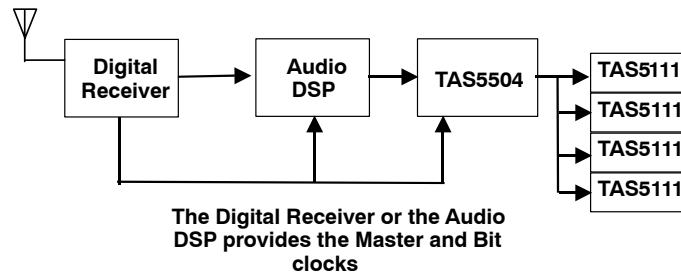 Digital
Receiver
Audio
DSP
TAS5504
TAS5111
TAS5111
TAS5111
TAS5111
The Digital Receiver or the Audio
DSP provides the Master and Bit
clocks